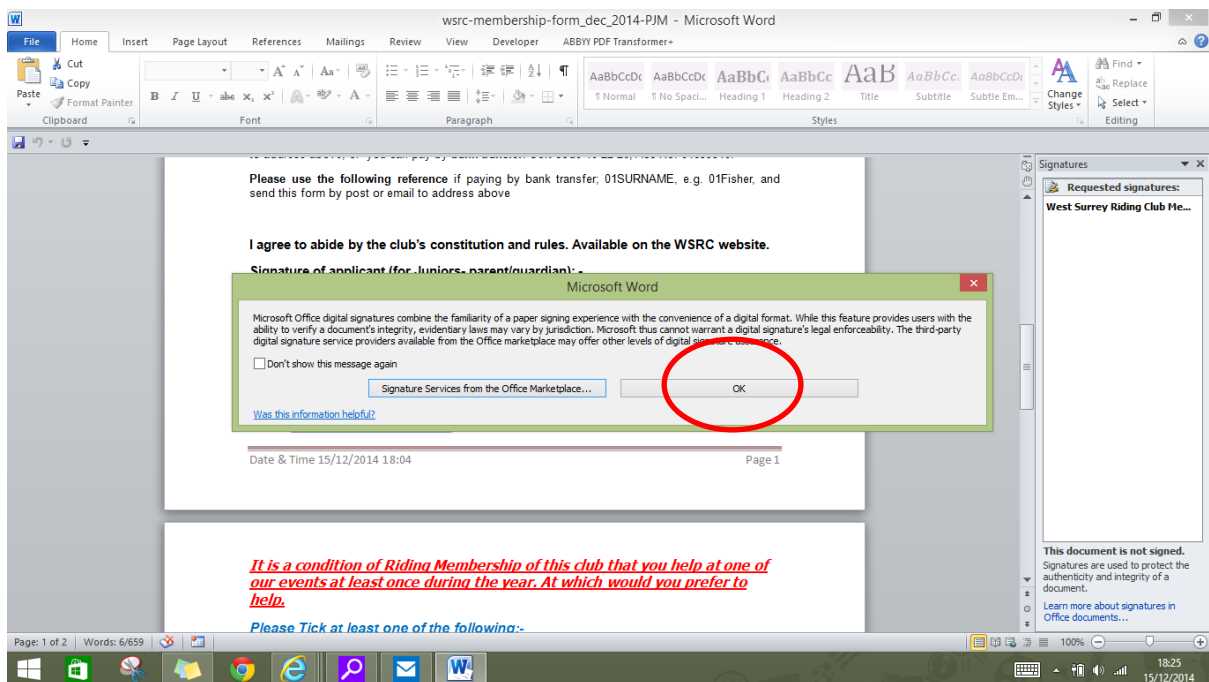 wsrc-membership-form_dec_2014-PJM - Microsoft Word
File Home Insert Page Layout References Mailings Review View Developer ABBYY PDF Transformer+
Paste
Cut
Copy
Format Painter
Clipboard
Font
Paragraph
AaBbCcDc AaBbCcDc AaBbCc AaBbCc AaB AaBbCc. AaBbCcDc
¶ Normal ¶ No Spaci... Heading 1 Heading 2 Title Subtitle Subtle Em...
Change
Styles
Styles
Find
Replace
Select
Editing
Please use the following reference if paying by bank transfer; 01SURNAME, e.g. 01Fisher, and
send this form by post or email to address above
I agree to abide by the club's constitution and rules. Available on the WSRC website.
Signature of applicant (for Juniors- parent/guardian): -
Microsoft Word
Microsoft Office digital signatures combine the familiarity of a paper signing experience with the convenience of a digital format. While this feature provides users with the
ability to verify a document's integrity, evidentiary laws may vary by jurisdiction. Microsoft thus cannot warrant a digital signature's legal enforceability. The third-party
digital signature service providers available from the Office marketplace may offer other levels of digital signature assurance.
Don't show this message again
Signature Services from the Office Marketplace...
OK
Was this information helpful?
Date & Time 15/12/2014 18:04 Page 1
It is a condition of Riding Membership of this club that you help at one of
our events at least once during the year. At which would you prefer to
help.
Please Tick at least one of the following:-
Signatures
Requested signatures:
West Surrey Riding Club Me...
This document is not signed.
Signatures are used to protect the
authenticity and integrity of a
document.
Learn more about signatures in
Office documents...
Page: 1 of 2 Words: 6/659 100%
18:25
15/12/2014